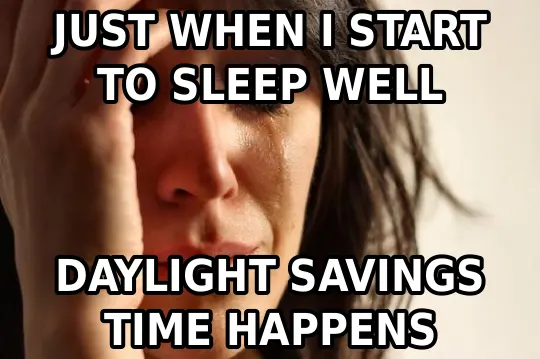 JUST WHEN I START
TO SLEEP WELL
DAYLIGHT SAVINGS
TIME HAPPENS